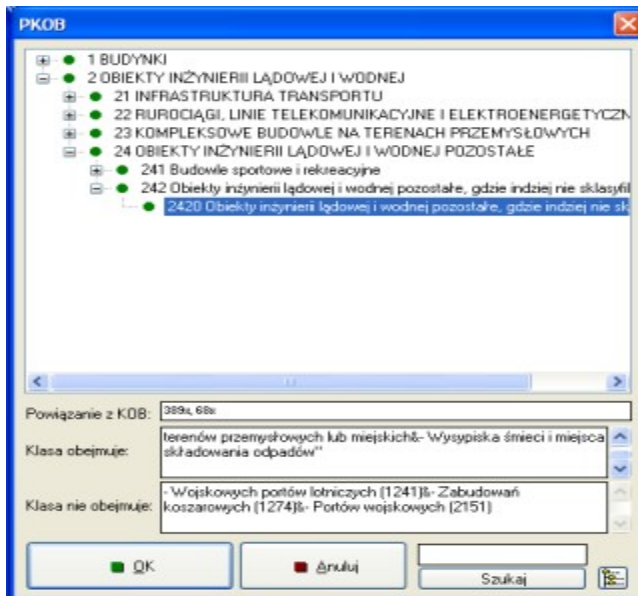 PKOB
1 BUDYNKI
2 OBIEKTY INŻYNIERII LĄDOWEJ I WODNEJ
21 INFRASTRUKTURA TRANSPORTU
22 RUROCIĄGI, LINIE TELEKOMUNIKACYJNE I ELEKTROENERGETYCZN
23 KOMPLEKSOWE BUDOWLE NA TERENACH PRZEMYSŁOWYCH
24 OBIEKTY INŻYNIERII LĄDOWEJ I WODNEJ POZOSTAŁE
241 Budowle sportowe i rekreacyjne
242 Obiekty inżynierii lądowej i wodnej pozostałe, gdzie indziej nie sklasyfil
2420 Obiekty inżynierii lądowej i wodnej pozostałe, gdzie indziej nie sk
Powiązanie z KOB: 389x, 68x
Klasa obejmuje: terenów przemysłowych lub miejskich&- Wysypiska śmieci i miejsca
składowania odpadów"
Klasa nie obejmuje: - Wojskowych portów lotniczych (1241)&- Zabudowań
koszarowych (1274)&- Portów wojskowych (2151)
OK
Anuluj
Szukaj